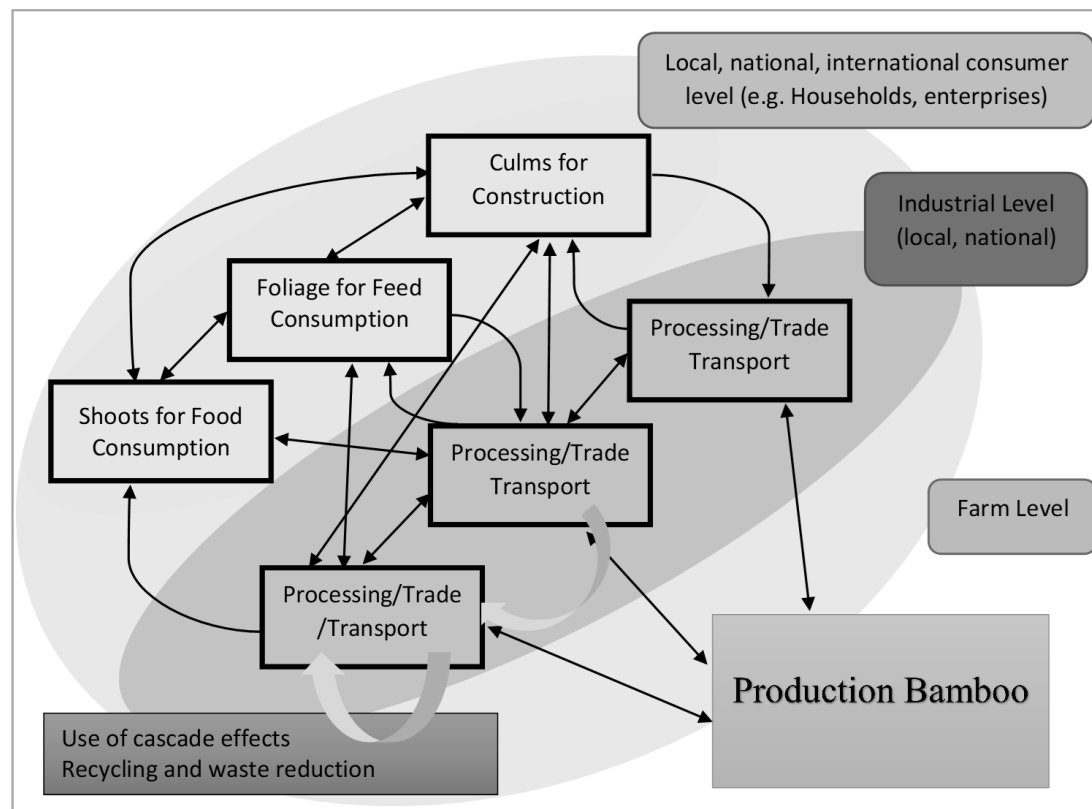 Local, national, international consumer
level (e.g. Households, enterprises)
Culms for
Construction
Industrial Level
(local, national)
Foliage for Feed
Consumption
Processing/Trade
Transport
Shoots for Food
Consumption
Processing/Trade
Transport
Farm Level
Processing/Trade
/Transport
Production Bamboo
Use of cascade effects
Recycling and waste reduction